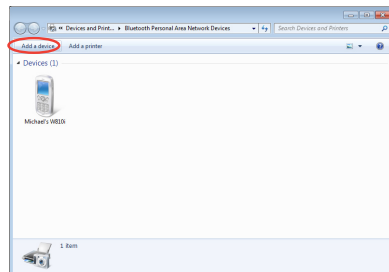 « Devices and Print... ▸ Bluetooth Personal Area Network Devices
Search Devices and Printers
Add a device
Add a printer
Devices (1)
Michael's W810i
1 item